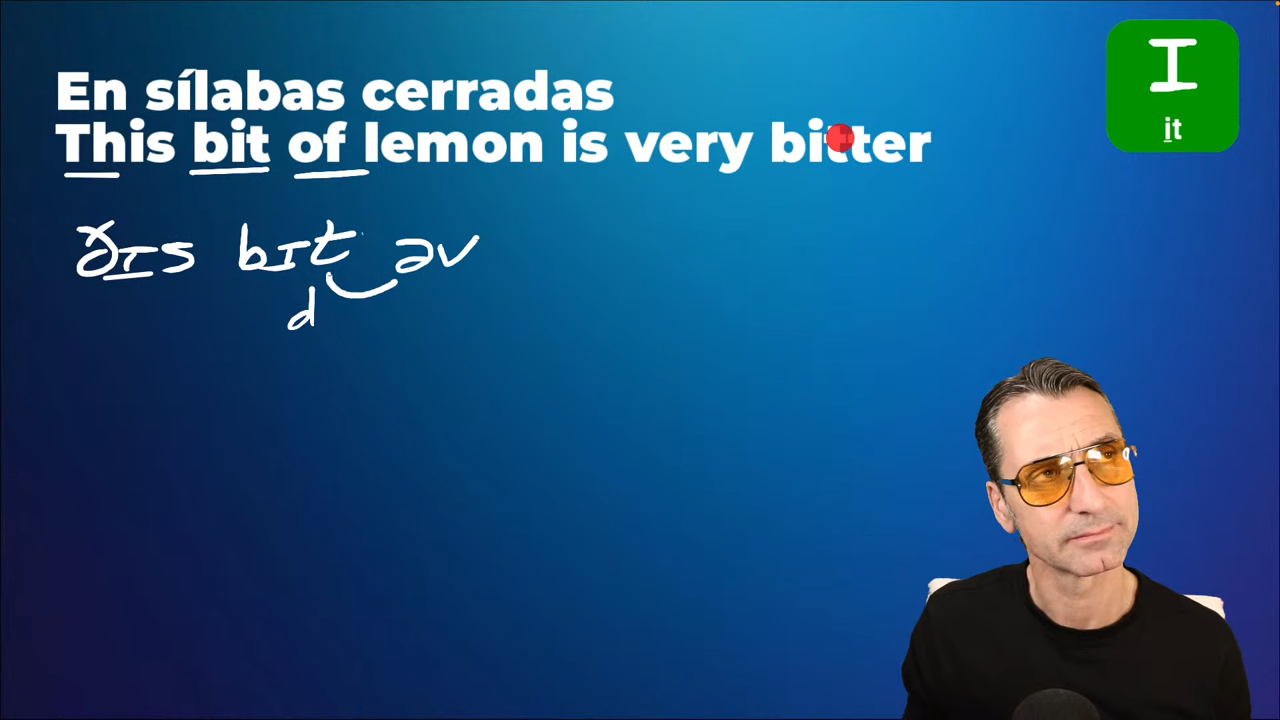 En sílabas cerradas
This bit of lemon is very bitter
I
it
ðɪs bɪt əv
d